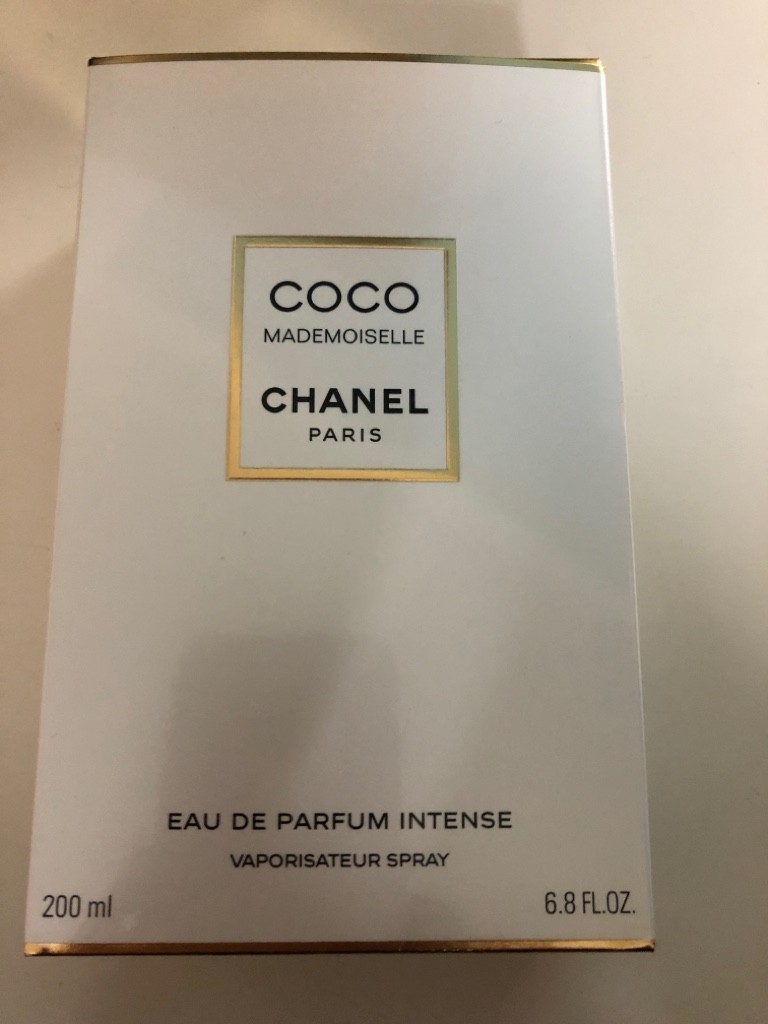 COCO
MADEMOISELLE
CHANEL
PARIS
EAU DE PARFUM INTENSE
VAPORISATEUR SPRAY
200 ml 6.8 FL.OZ.